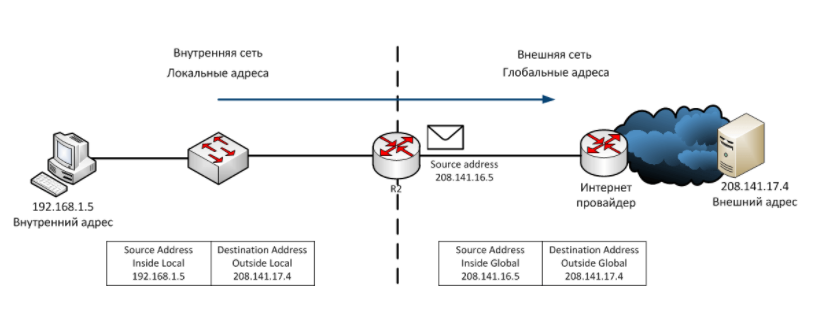 Внутренняя сеть
Локальные адреса
Внешняя сеть
Глобальные адреса
Source address
208.141.16.5
R2
192.168.1.5
Внутренний адрес
Интернет
провайдер
208.141.17.4
Внешний адрес
Source Address
Inside Local
192.168.1.5
Destination Address
Outside Local
208.141.17.4
Source Address
Inside Global
208.141.16.5
Destination Address
Outside Global
208.141.17.4